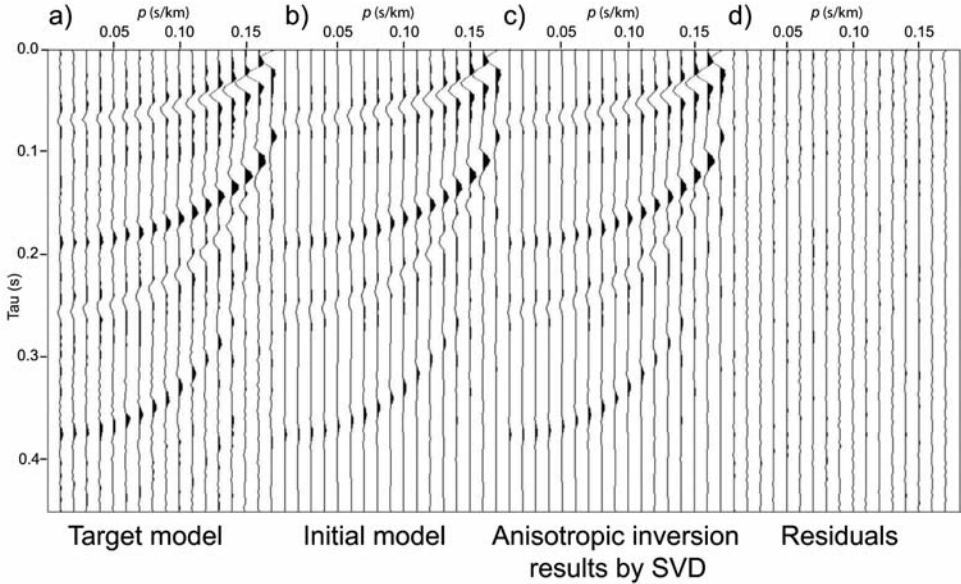 a) p (s/km) b) p (s/km) c) p (s/km) d) p (s/km)
0.05 0.10 0.15 0.05 0.10 0.15 0.05 0.10 0.15 0.05 0.10 0.15
0.0
0.1
0.2
Tau (s)
0.3
0.4
Target model Initial model Anisotropic inversion Residuals
results by SVD